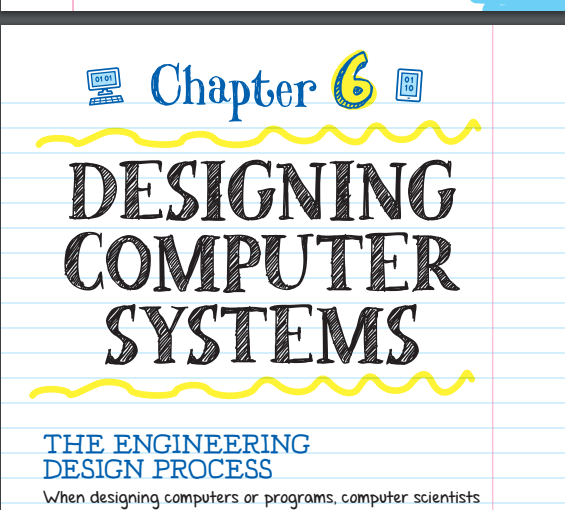 01 01
Chapter 6
01
10
DESIGNING
COMPUTER
SYSTEMS
THE ENGINEERING
DESIGN PROCESS
When designing computers or programs, computer scientists